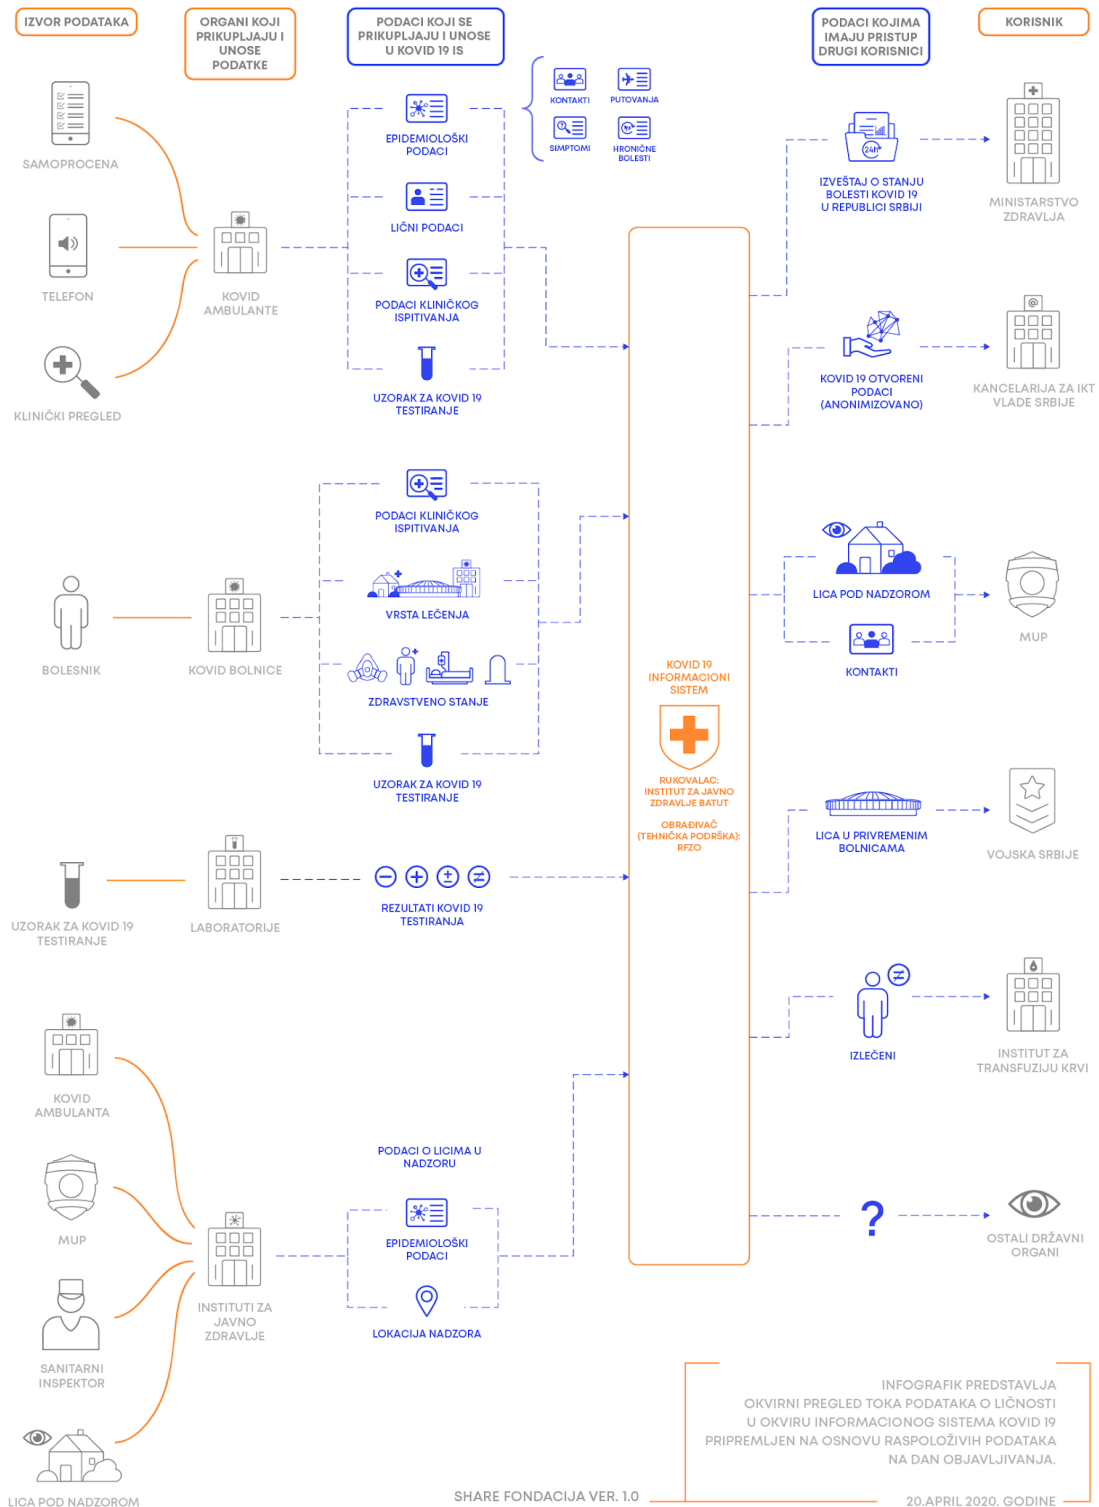 IZVOR PODATAKA
ORGANI KOJI
PRIKUPLJAJU I
UNOSE
PODATKE
PODACI KOJI SE
PRIKUPLJAJU I UNOSE
U KOVID 19 IS
PODACI KOJIMA
IMAJU PRISTUP
DRUGI KORISNICI
KORISNIK
SAMOPROCENA
TELEFON
KLINIČKI PREGLED
KOVID
AMBULANTE
EPIDEMIOLOŠKI
PODACI
KONTAKTI
PUTOVANJA
SIMPTOMI
HRONIČNE
BOLESTI
LIČNI PODACI
PODACI KLINIČKOG
ISPITIVANJA
UZORAK ZA KOVID 19
TESTIRANJE
BOLESNIK
KOVID BOLNICE
PODACI KLINIČKOG
ISPITIVANJA
VRSTA LEČENJA
ZDRAVSTVENO STANJE
UZORAK ZA KOVID 19
TESTIRANJE
UZORAK ZA KOVID 19
TESTIRANJE
LABORATORIJE
REZULTATI KOVID 19
TESTIRANJA
KOVID
AMBULANTA
MUP
SANITARNI
INSPEKTOR
LICA POD NADZOROM
INSTITUTI ZA
JAVNO
ZDRAVLJE
PODACI O LICIMA U
NADZORU
EPIDEMIOLOŠKI
PODACI
LOKACIJA NADZORA
KOVID 19
INFORMACIONI
SISTEM
RUKOVALAC:
INSTITUT ZA JAVNO
ZDRAVLJE BATUT
OBRAĐIVAČ
(TEHNIČKA PODRŠKA):
RFZO
24h
IZVEŠTAJ O STANJU
BOLESTI KOVID 19
U REPUBLICI SRBIJI
MINISTARSTVO
ZDRAVLJA
KOVID 19 OTVORENI
PODACI
(ANONIMIZOVANO)
@
KANCELARIJA ZA IKT
VLADE SRBIJE
LICA POD NADZOROM
KONTAKTI
MUP
LICA U PRIVREMENIM
BOLNICAMA
VOJSKA SRBIJE
IZLEČENI
INSTITUT ZA
TRANSFUZIJU KRVI
?
OSTALI DRŽAVNI
ORGANI
INFOGRAFIK PREDSTAVLJA
OKVIRNI PREGLED TOKA PODATAKA O LIČNOSTI
U OKVIRU INFORMACIONOG SISTEMA KOVID 19
PRIPREMLJEN NA OSNOVU RASPOLOŽIVIH PODATAKA
NA DAN OBJAVLJIVANJA.
SHARE FONDACIJA VER. 1.0
20.APRIL 2020. GODINE